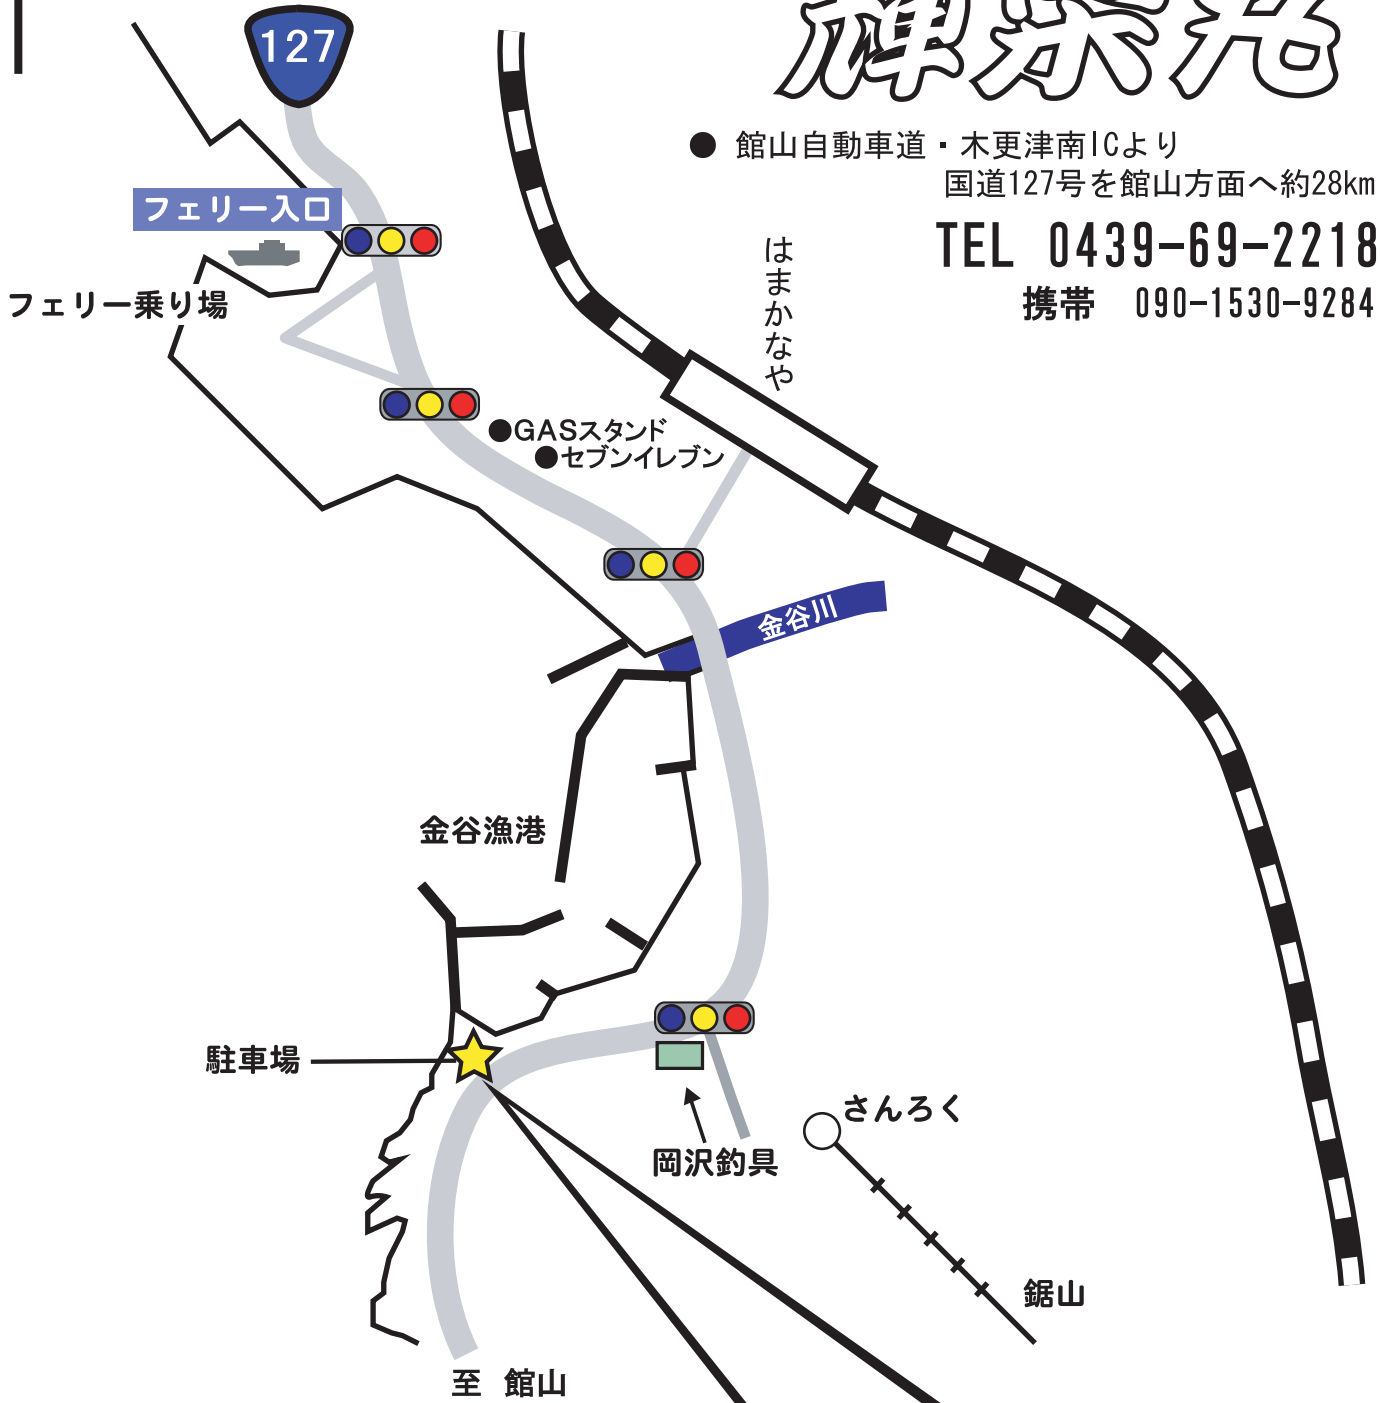 輝栄丸
127
● 館山自動車道・木更津南ICより
国道127号を館山方面へ約28km
TEL 0439-69-2218
携帯 090-1530-9284
フェリー入口
フェリー乗り場
はまかなや
●GASスタンド
●セブンイレブン
金谷川
金谷漁港
駐車場
岡沢釣具
さんろく
鋸山
至 館山